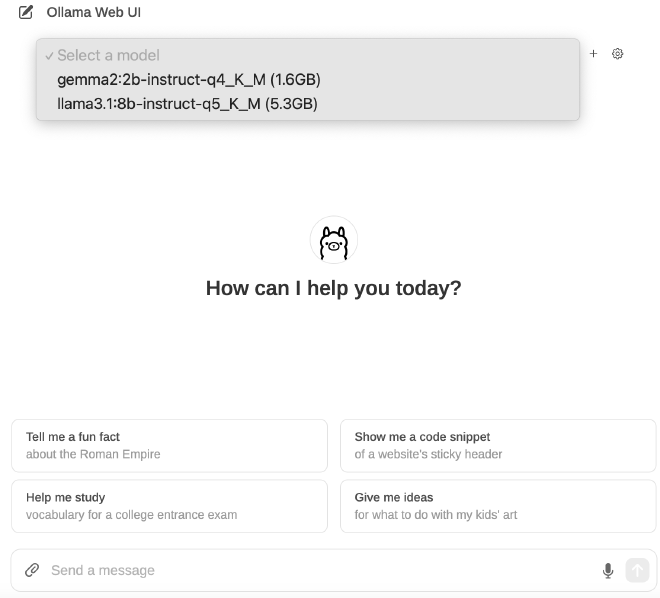 Ollama Web UI
Select a model
gemma2:2b-instruct-q4_K_M (1.6GB)
llama3.1:8b-instruct-q5_K_M (5.3GB)
How can I help you today?
Tell me a fun fact
about the Roman Empire
Show me a code snippet
of a website's sticky header
Help me study
vocabulary for a college entrance exam
Give me ideas
for what to do with my kids' art
Send a message